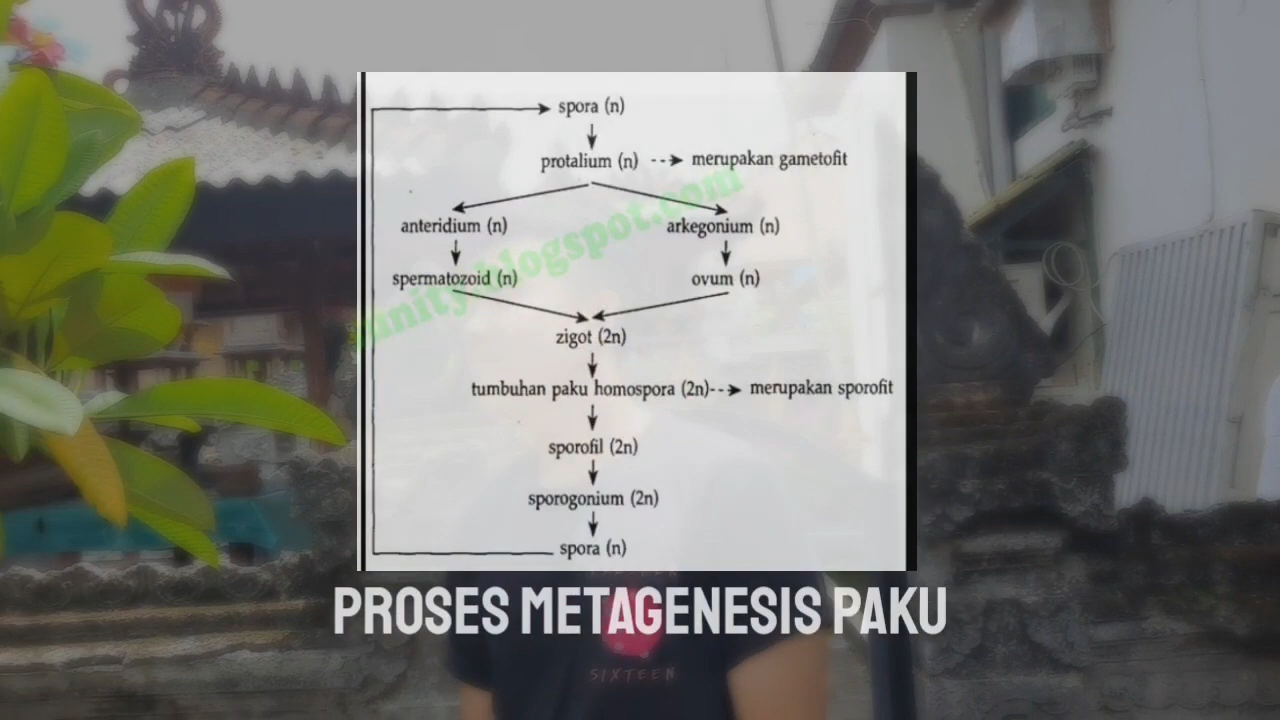 spora (n)
protalium (n) merupakan gametofit
anteridium (n) arkegonium (n)
spermatozoid (n) ovum (n)
zigot (2n)
tumbuhan paku homospora (2n) merupakan sporofit
sporofil (2n)
sporogonium (2n)
spora (n)
PROSES METAGENESIS PAKU
SIXTEEN